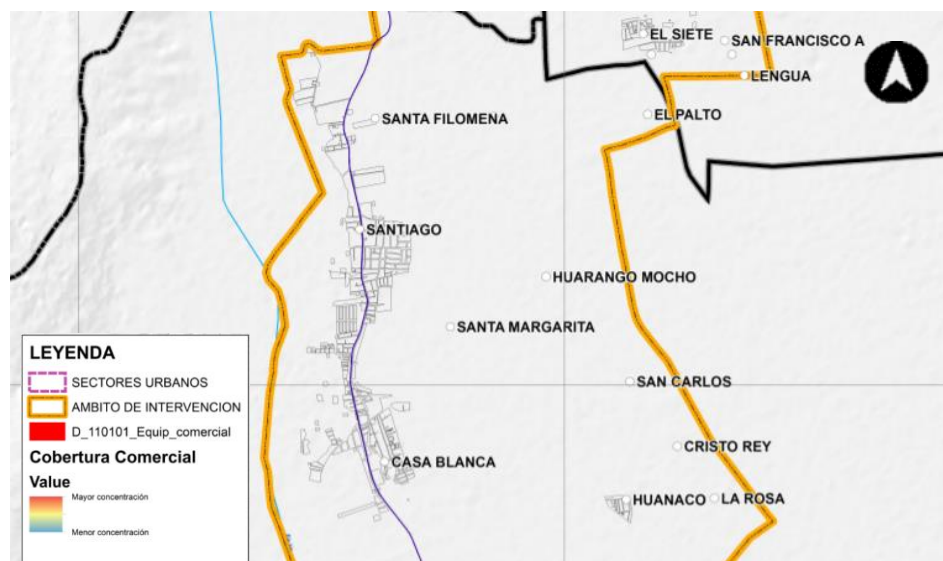 EL SIETE
SAN FRANCISCO A
LENGUA
EL PALTO
SANTA FILOMENA
SANTIAGO
HUARANGO MOCHO
SANTA MARGARITA
SAN CARLOS
CRISTO REY
CASA BLANCA
HUANACO
LA ROSA
LEYENDA
SECTORES URBANOS
AMBITO DE INTERVENCION
D_110101_Equip_comercial
Cobertura Comercial
Value
Mayor concentración
Menor concentración